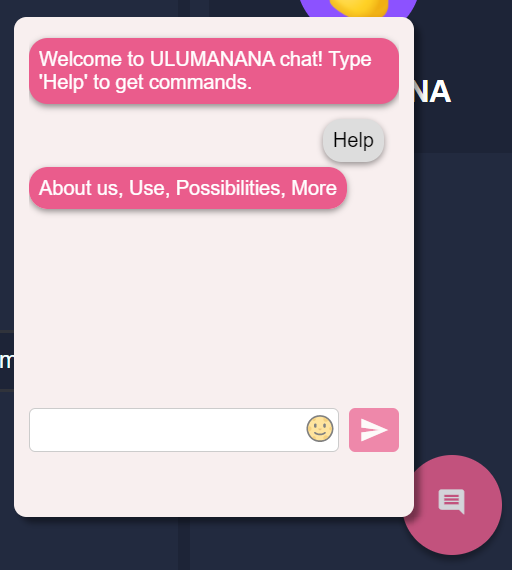 Welcome to ULUMANANA chat! Type
'Help' to get commands.
NA
Help
About us, Use, Possibilities, More
m